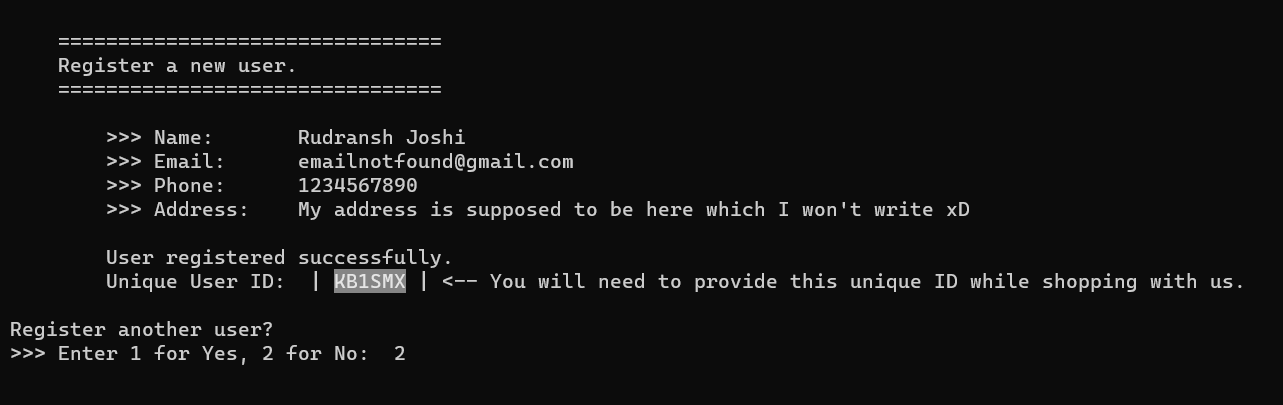 ================================
Register a new user.
================================
>>> Name: Rudransh Joshi
>>> Email: emailnotfound@gmail.com
>>> Phone: 1234567890
>>> Address: My address is supposed to be here which I won't write xD
User registered successfully.
Unique User ID: | KB1SMX | <-- You will need to provide this unique ID while shopping with us.
Register another user?
>>> Enter 1 for Yes, 2 for No: 2